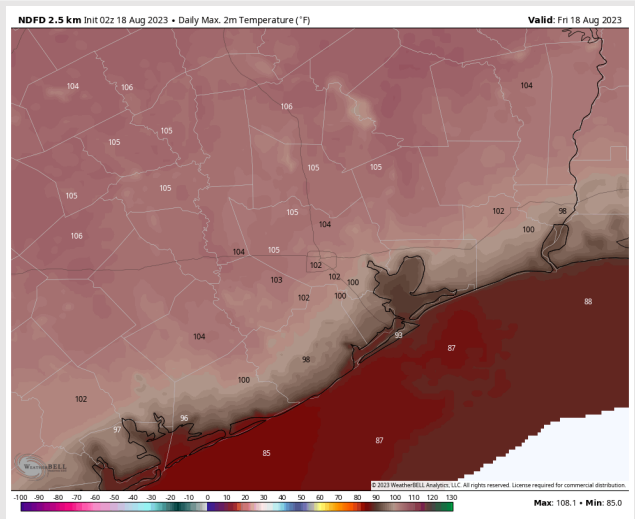 NDFD 2.5 km Init 02z 18 Aug 2023 • Daily Max. 2m Temperature (°F) Valid: Fri 18 Aug 2023
104 106 104
106
105 105
105 105
105 105
105 102 98
104 100
106
104 105
102
103 102 100
102 100
88
104 93
87
98
100
102
96
97
87
85
WeatherBELL
© 2023 WeatherBELL Analytics, LLC. All rights reserved. License required for commercial distribution.
-100 -90 -80 -70 -60 -50 -40 -30 -20 -10 0 10 20 30 40 50 60 70 80 90 100 110 120 130
Max: 108.1 • Min: 85.0